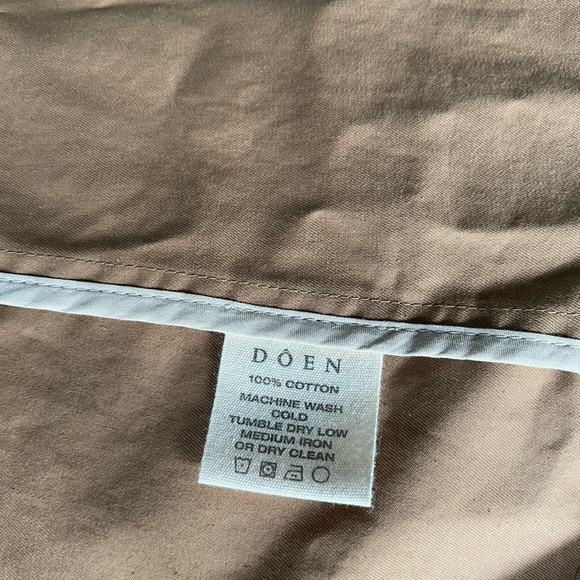 DÔEN
100% COTTON
MACHINE WASH
COLD
TUMBLE DRY LOW
MEDIUM IRON
OR DRY CLEAN